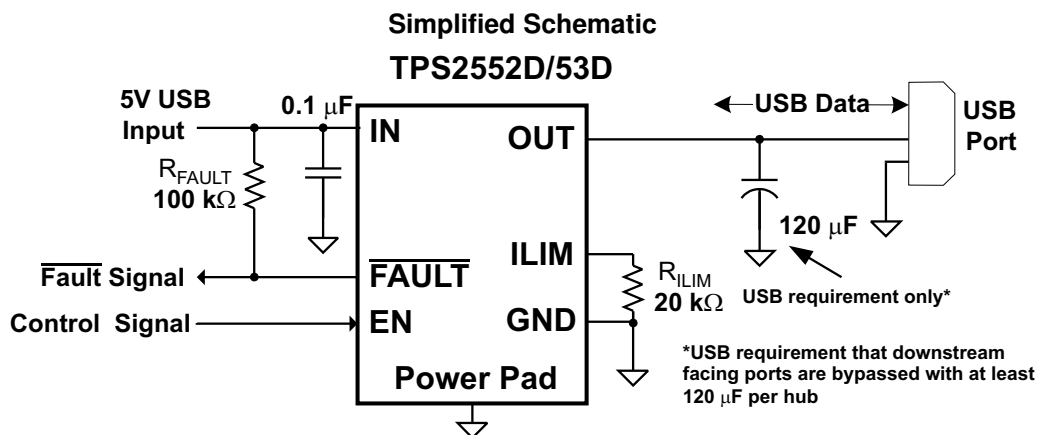 Simplified Schematic
TPS2552D/53D
5V USB
Input
0.1 μF
IN
OUT
USB Data
USB
Port
RFAULT
100 kΩ
120 μF
USB requirement only*
Fault Signal
FAULT
ILIM
RILIM
20 kΩ
Control Signal
EN
GND
Power Pad
*USB requirement that downstream
facing ports are bypassed with at least
120 μF per hub